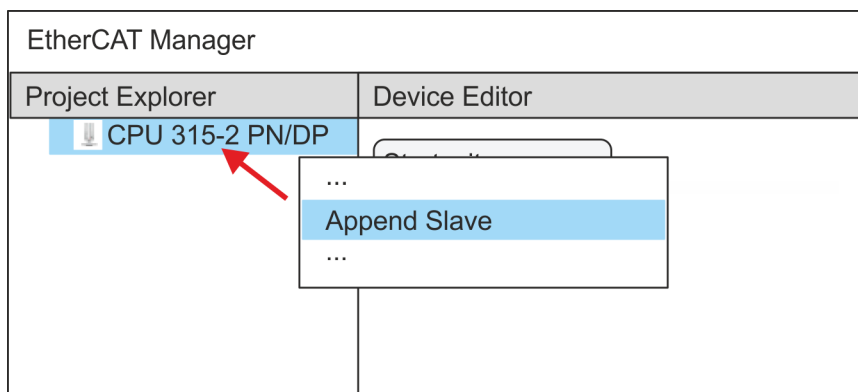 EtherCAT Manager
Project Explorer
Device Editor
CPU 315-2 PN/DP
...
Append Slave
...